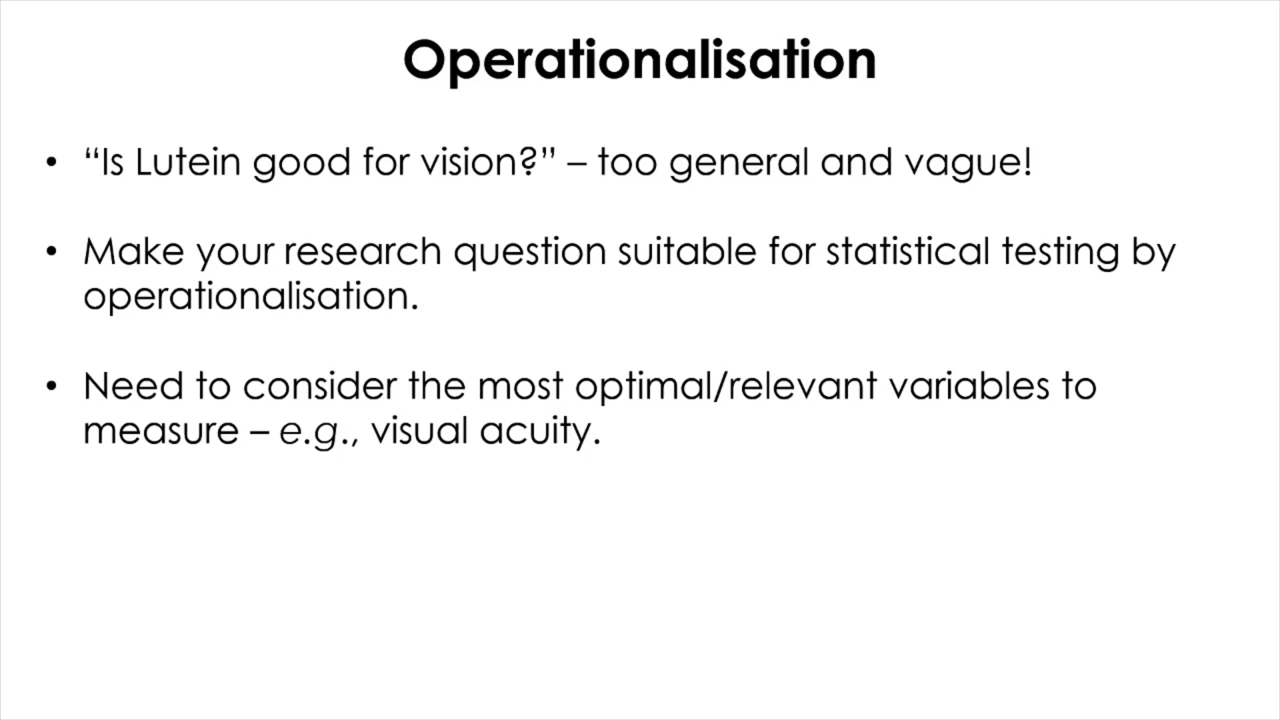 Operationalisation
• “Is Lutein good for vision?” – too general and vague!
• Make your research question suitable for statistical testing by
operationalisation.
• Need to consider the most optimal/relevant variables to
measure – e.g., visual acuity.